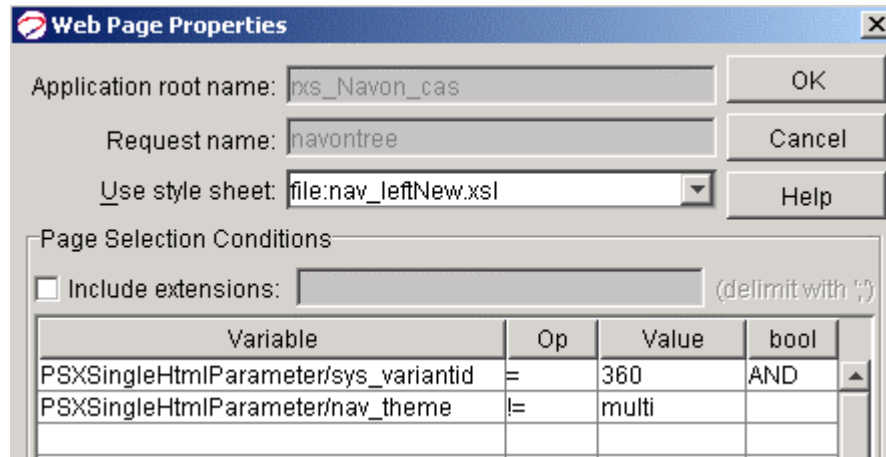 Web Page Properties
Application root name: rxs_Navon_cas OK
Request name: navontree Cancel
Use style sheet: file:nav_leftNew.xsl Help
Page Selection Conditions
Include extensions: (delimit with ';')
Variable Op Value bool
PSXSingleHtmlParameter/sys_variantid = 360 AND
PSXSingleHtmlParameter/nav_theme != multi